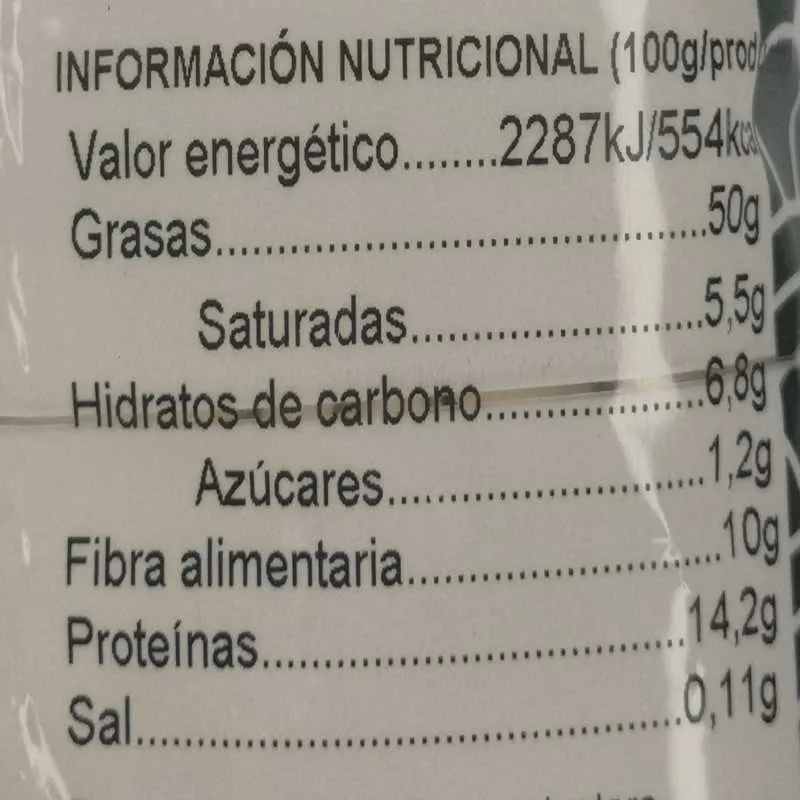 INFORMACIÓN NUTRICIONAL (100g/prod
Valor energético........2287kJ/554kcal
Grasas..............................50g
Saturadas....................5,5g
Hidratos de carbono...............6,8g
Azúcares......................1,2g
Fibra alimentaria....................10g
Proteínas............................14,2g
Sal....................................0,11g